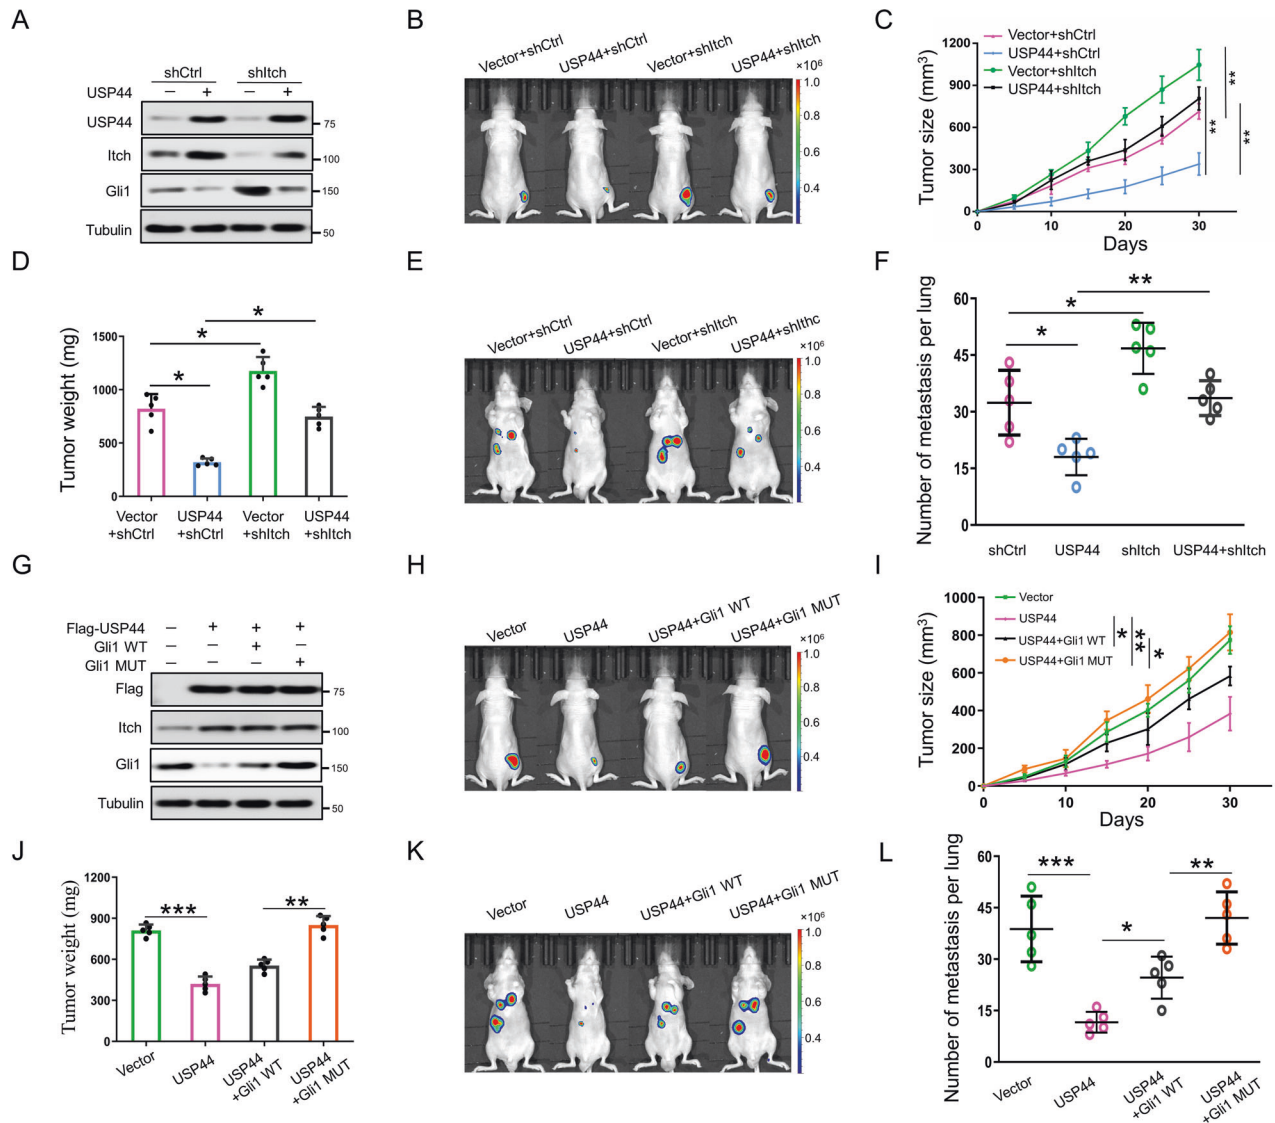 A
shCtrl shItch
USP44 — + — +
USP44
75
Itch
100
Gli1
150
Tubulin
50
B
Vector+shCtrl
USP44+shCtrl
Vector+shItch
USP44+shItch
×10⁶
1.0
0.8
0.6
0.4
C
Vector+shCtrl
USP44+shCtrl
Vector+shItch
USP44+shItch
Tumor size (mm³)
1200
900
600
300
0
0 10 20 30
Days
**
**
**
D
Tumor weight (mg)
1500
1000
500
0
*
*
*
Vector
+shCtrl
USP44
+shCtrl
Vector
+shItch
USP44
+shItch
E
Vector+shCtrl
USP44+shCtrl
Vector+shItch
USP44+shIthc
×10⁶
1.0
0.8
0.6
0.4
F
Number of metastasis per lung
60
45
30
15
0
**
*
*
shCtrl USP44 shItch USP44+shItch
G
Flag-USP44 — + + +
Gli1 WT — — + —
Gli1 MUT — — — +
Flag
75
Itch
100
Gli1
150
Tubulin
50
H
Vector
USP44
USP44+Gli1 WT
USP44+Gli1 MUT
×10⁶
1.0
0.8
0.6
0.4
I
Vector
USP44
USP44+Gli1 WT
USP44+Gli1 MUT
*
**
*
Tumor size (mm³)
1000
800
600
400
200
0
0 10 20 30
Days
J
Tumor weight (mg)
1200
900
600
300
0
***
**
Vector
USP44
USP44
+Gli1 WT
USP44
+Gli1 MUT
K
Vector
USP44
USP44+Gli1 WT
USP44+Gli1 MUT
×10⁶
1.0
0.8
0.6
0.4
L
Number of metastasis per lung
60
45
30
15
0
***
*
**
Vector
USP44
USP44
+Gli1 WT
USP44
+Gli1 MUT